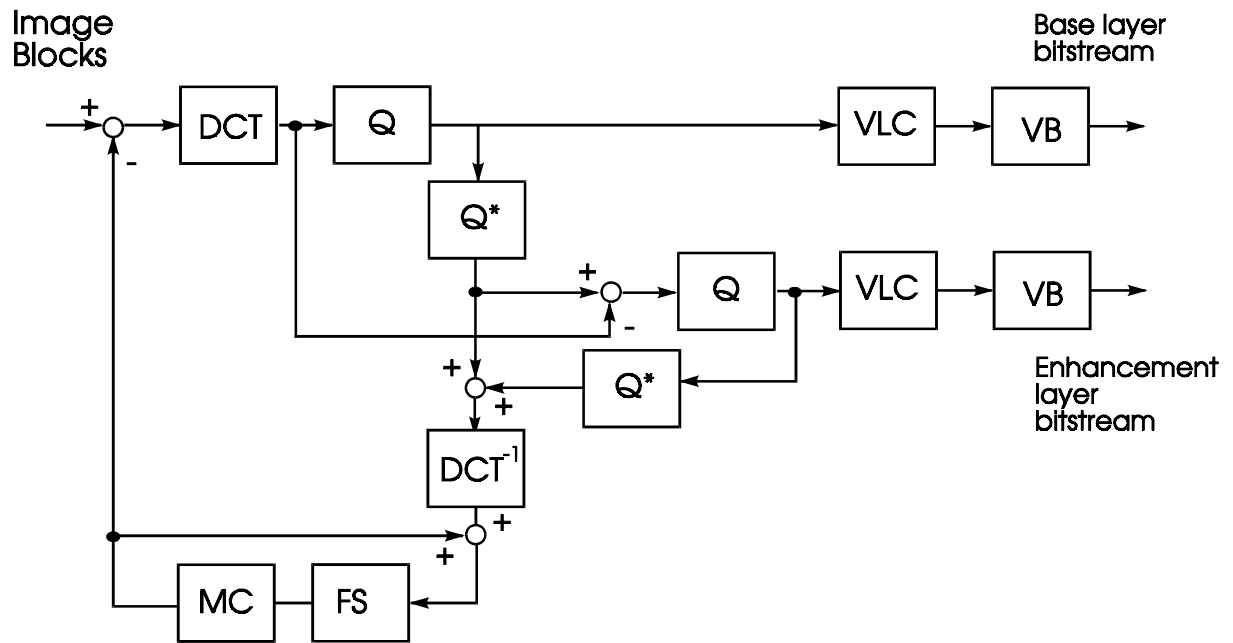 Image
Blocks
Base layer
bitstream
+
-
DCT
Q
VLC
VB
Q*
+
-
Q
VLC
VB
+
+
Q*
Enhancement
layer
bitstream
DCT-1
+
+
MC
FS